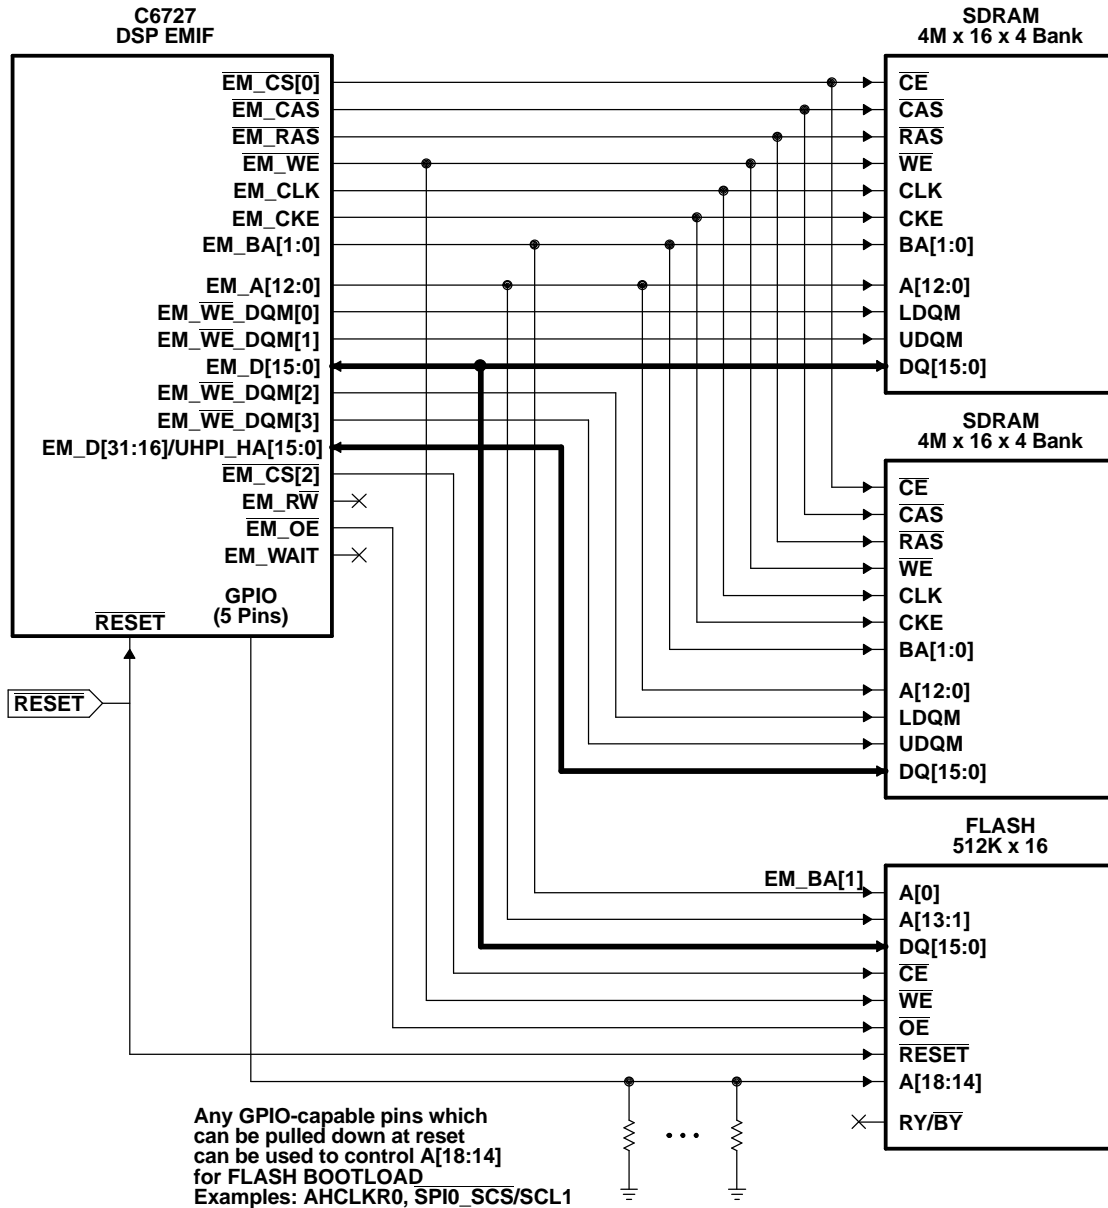 C6727
DSP EMIF
EM_CS[0]
EM_CAS
EM_RAS
EM_WE
EM_CLK
EM_CKE
EM_BA[1:0]
EM_A[12:0]
EM_WE_DQM[0]
EM_WE_DQM[1]
EM_D[15:0]
EM_WE_DQM[2]
EM_WE_DQM[3]
EM_D[31:16]/UHPI_HA[15:0]
EM_CS[2]
EM_RW
EM_OE
EM_WAIT
GPIO
(5 Pins)
RESET
RESET
SDRAM
4M x 16 x 4 Bank
CE
CAS
RAS
WE
CLK
CKE
BA[1:0]
A[12:0]
LDQM
UDQM
DQ[15:0]
SDRAM
4M x 16 x 4 Bank
CE
CAS
RAS
WE
CLK
CKE
BA[1:0]
A[12:0]
LDQM
UDQM
DQ[15:0]
FLASH
512K x 16
EM_BA[1]
A[0]
A[13:1]
DQ[15:0]
CE
WE
OE
RESET
A[18:14]
RY/BY
Any GPIO-capable pins which
can be pulled down at reset
can be used to control A[18:14]
for FLASH BOOTLOAD
Examples: AHCLKR0, SPI0_SCS/SCL1